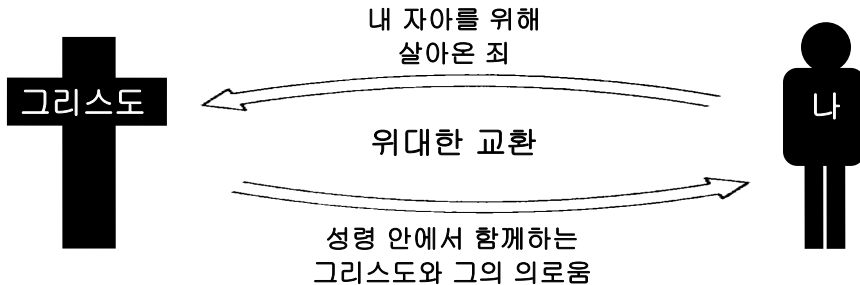 내 자아를 위해
살아온 죄
그리스도
나
위대한 교환
성령 안에서 함께하는
그리스도와 그의 의로움